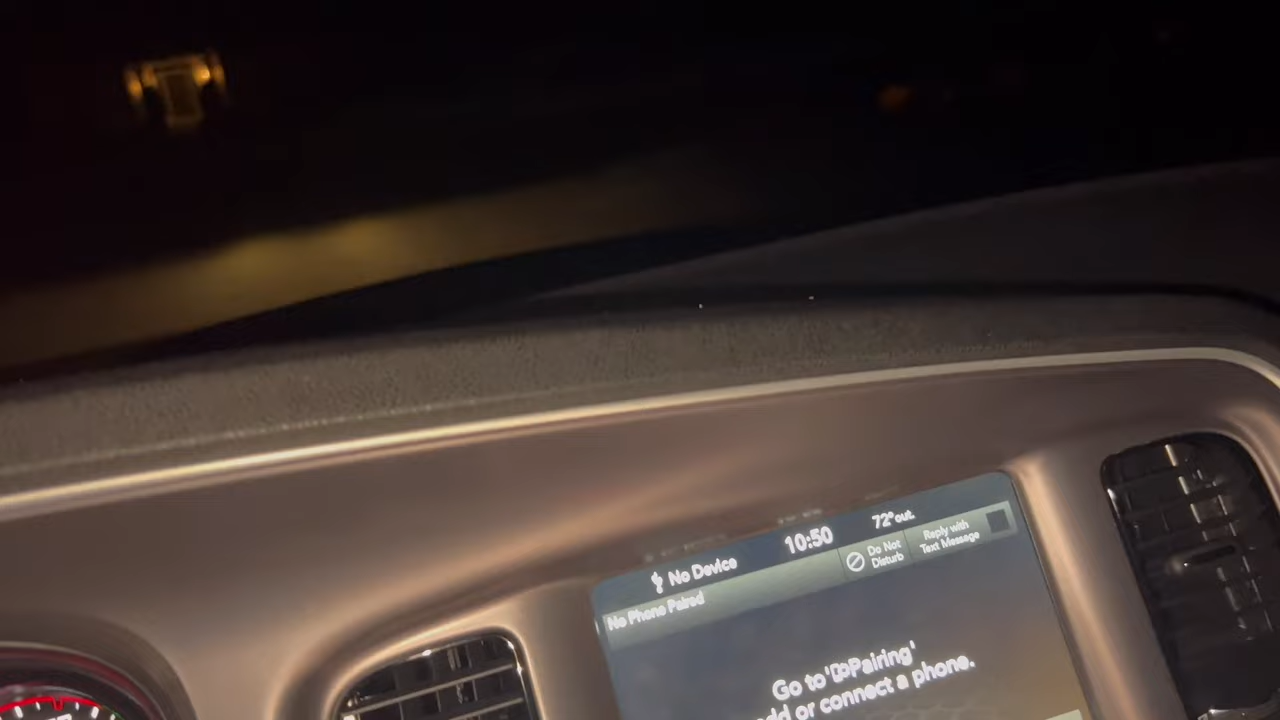 No Device
10:50
72°out.
No Phone Paired
Do Not
Disturb
Reply with
Text Message
Go to 'Pairing'
or connect a phone.